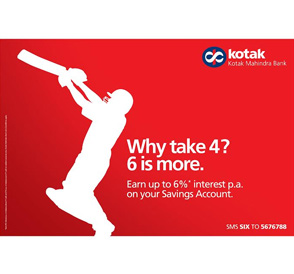 kotak
Kotak Mahindra Bank
Why take 4?
6 is more.
Earn up to 6%* interest p.a.
on your Savings Account.
SMS SIX TO 5676788